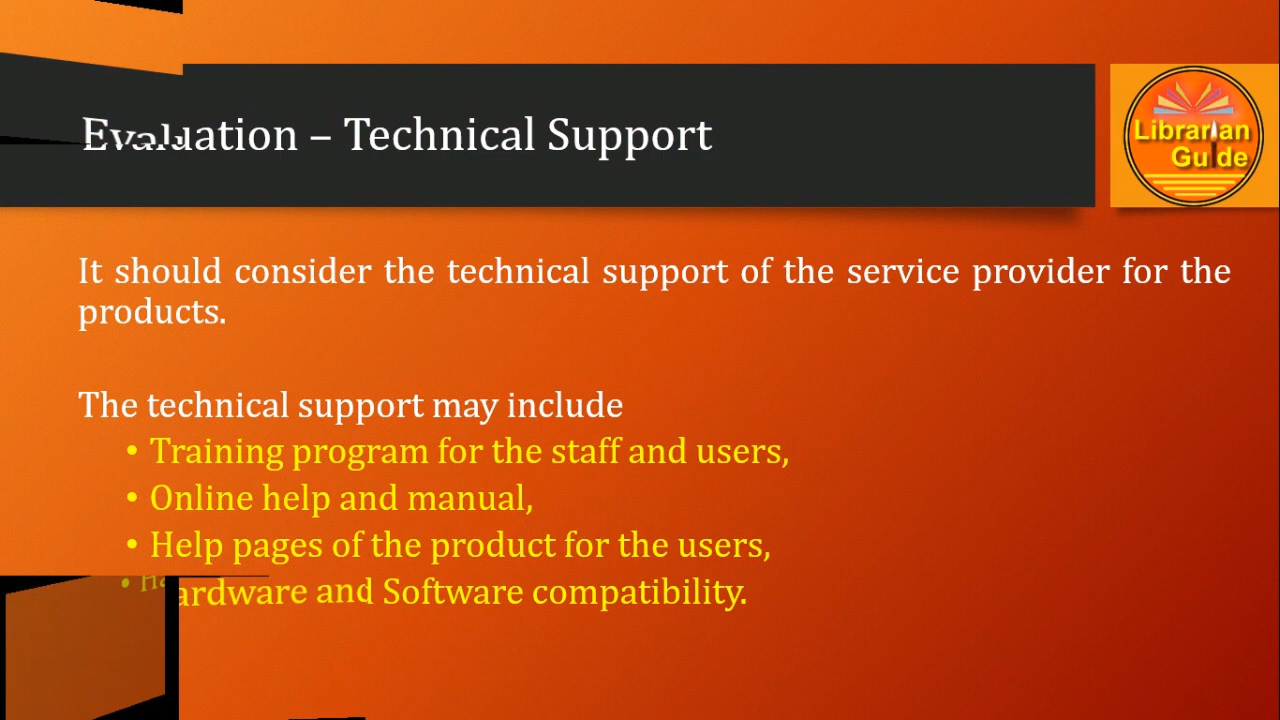 Evaluation – Technical Support
Librarian
Guide
It should consider the technical support of the service provider for the
products.
The technical support may include
• Training program for the staff and users,
• Online help and manual,
• Help pages of the product for the users,
• Hardware and Software compatibility.